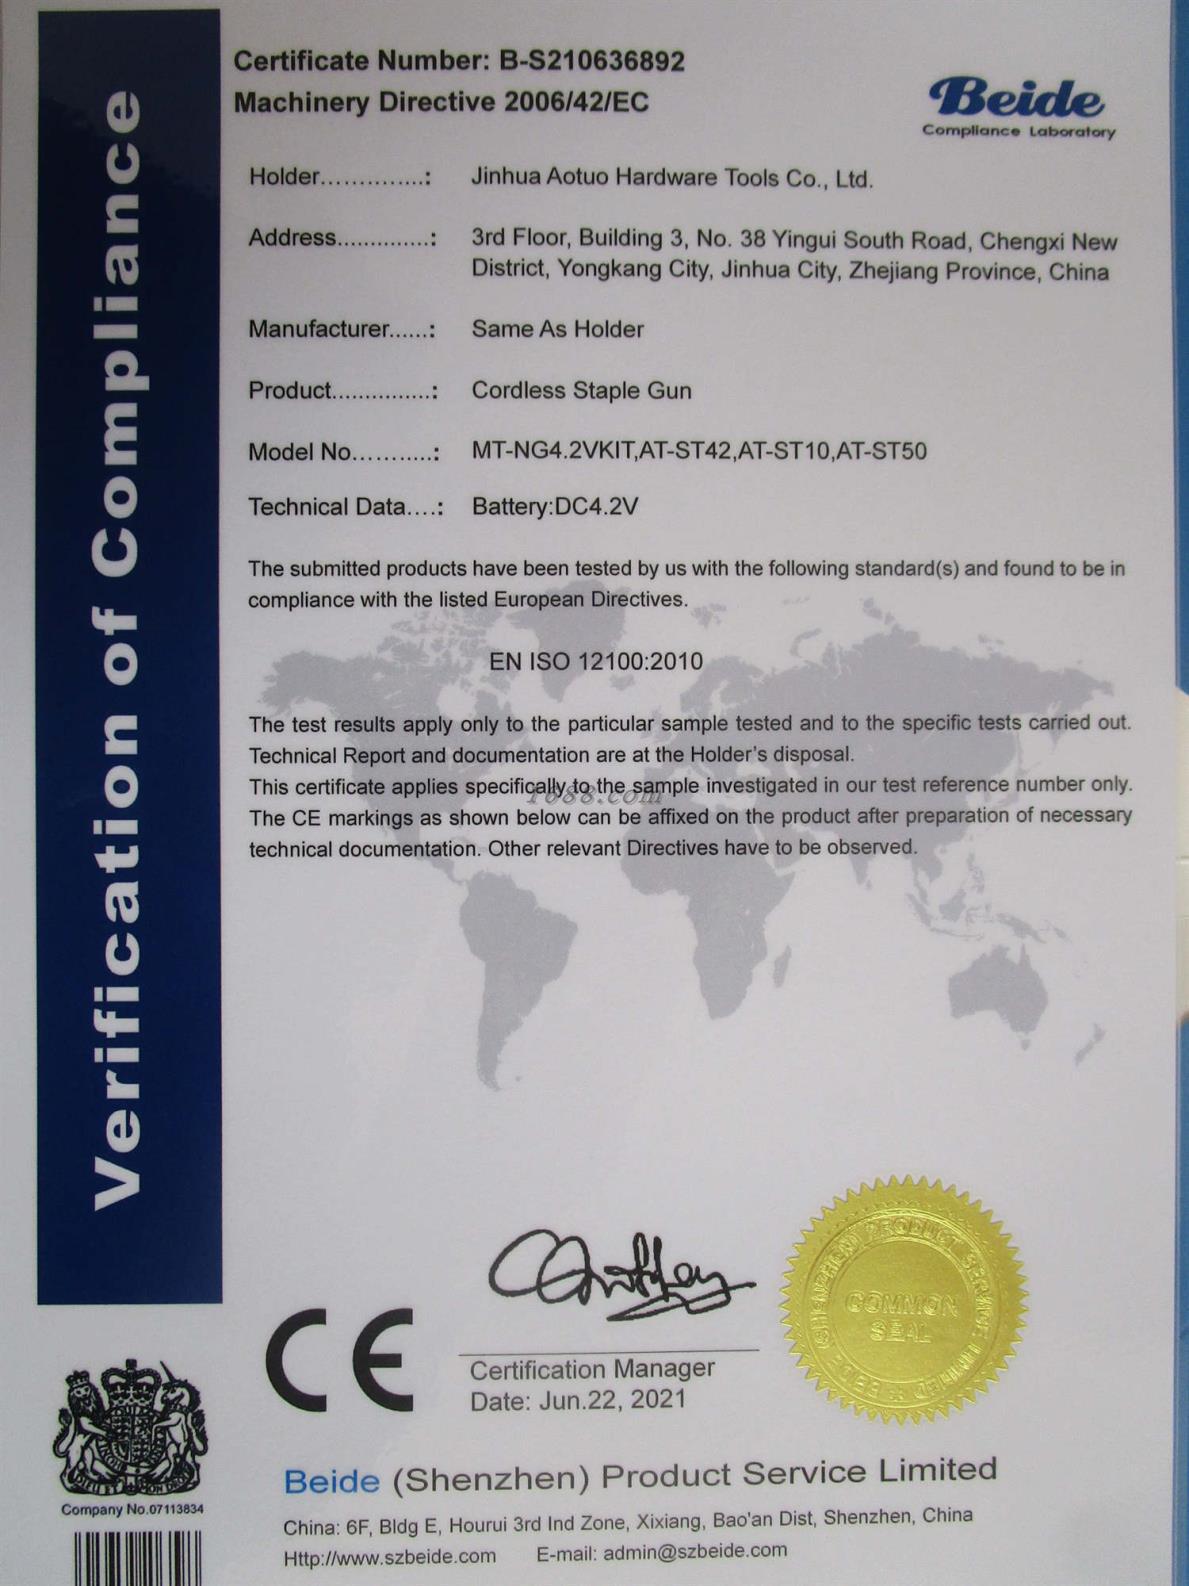 Verification of Compliance
Certificate Number: B-S210636892
Machinery Directive 2006/42/EC
Beide
Compliance Laboratory
Holder..............: Jinhua Aotuo Hardware Tools Co., Ltd.
Address..............: 3rd Floor, Building 3, No. 38 Yingui South Road, Chengxi New
District, Yongkang City, Jinhua City, Zhejiang Province, China
Manufacturer......: Same As Holder
Product...............: Cordless Staple Gun
Model No...........: MT-NG4.2VKIT,AT-ST42,AT-ST10,AT-ST50
Technical Data....: Battery:DC4.2V
The submitted products have been tested by us with the following standard(s) and found to be in
compliance with the listed European Directives.
EN ISO 12100:2010
The test results apply only to the particular sample tested and to the specific tests carried out.
Technical Report and documentation are at the Holder's disposal.
This certificate applies specifically to the sample investigated in our test reference number only.
1688.com
The CE markings as shown below can be affixed on the product after preparation of necessary
technical documentation. Other relevant Directives have to be observed.
CE
Certification Manager
Date: Jun.22, 2021
BEIDE (SHENZHEN) PRODUCT SERVICE LIMITED
COMMON
SEAL
Company No.07113834
Beide (Shenzhen) Product Service Limited
China: 6F, Bldg E, Hourui 3rd Ind Zone, Xixiang, Bao'an Dist, Shenzhen, China
Http://www.szbeide.com E-mail: admin@szbeide.com